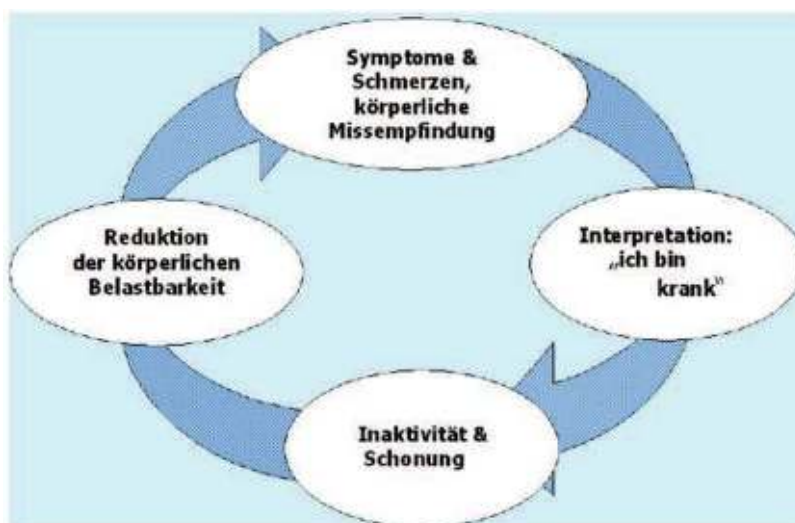 Symptome &
Schmerzen,
körperliche
Missempfindung
Interpretation:
„ich bin
krank“
Inaktivität &
Schonung
Reduktion
der körperlichen
Belastbarkeit